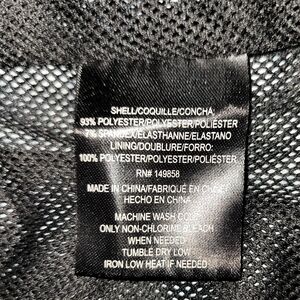 SHELL/COQUILLE/CONCHA:
93% POLYESTER/POLYESTER/POLIÉSTER
7% SPANDEX/ELASTHANNE/ELASTANO
LINING/DOUBLURE/FORRO:
100% POLYESTER/POLYESTER/POLIÉSTER
RN# 149858
MADE IN CHINA/FABRIQUÉ EN CHINE
HECHO EN CHINA
MACHINE WASH COLD
ONLY NON-CHLORINE BLEACH
WHEN NEEDED
TUMBLE DRY LOW
IRON LOW HEAT IF NEEDED